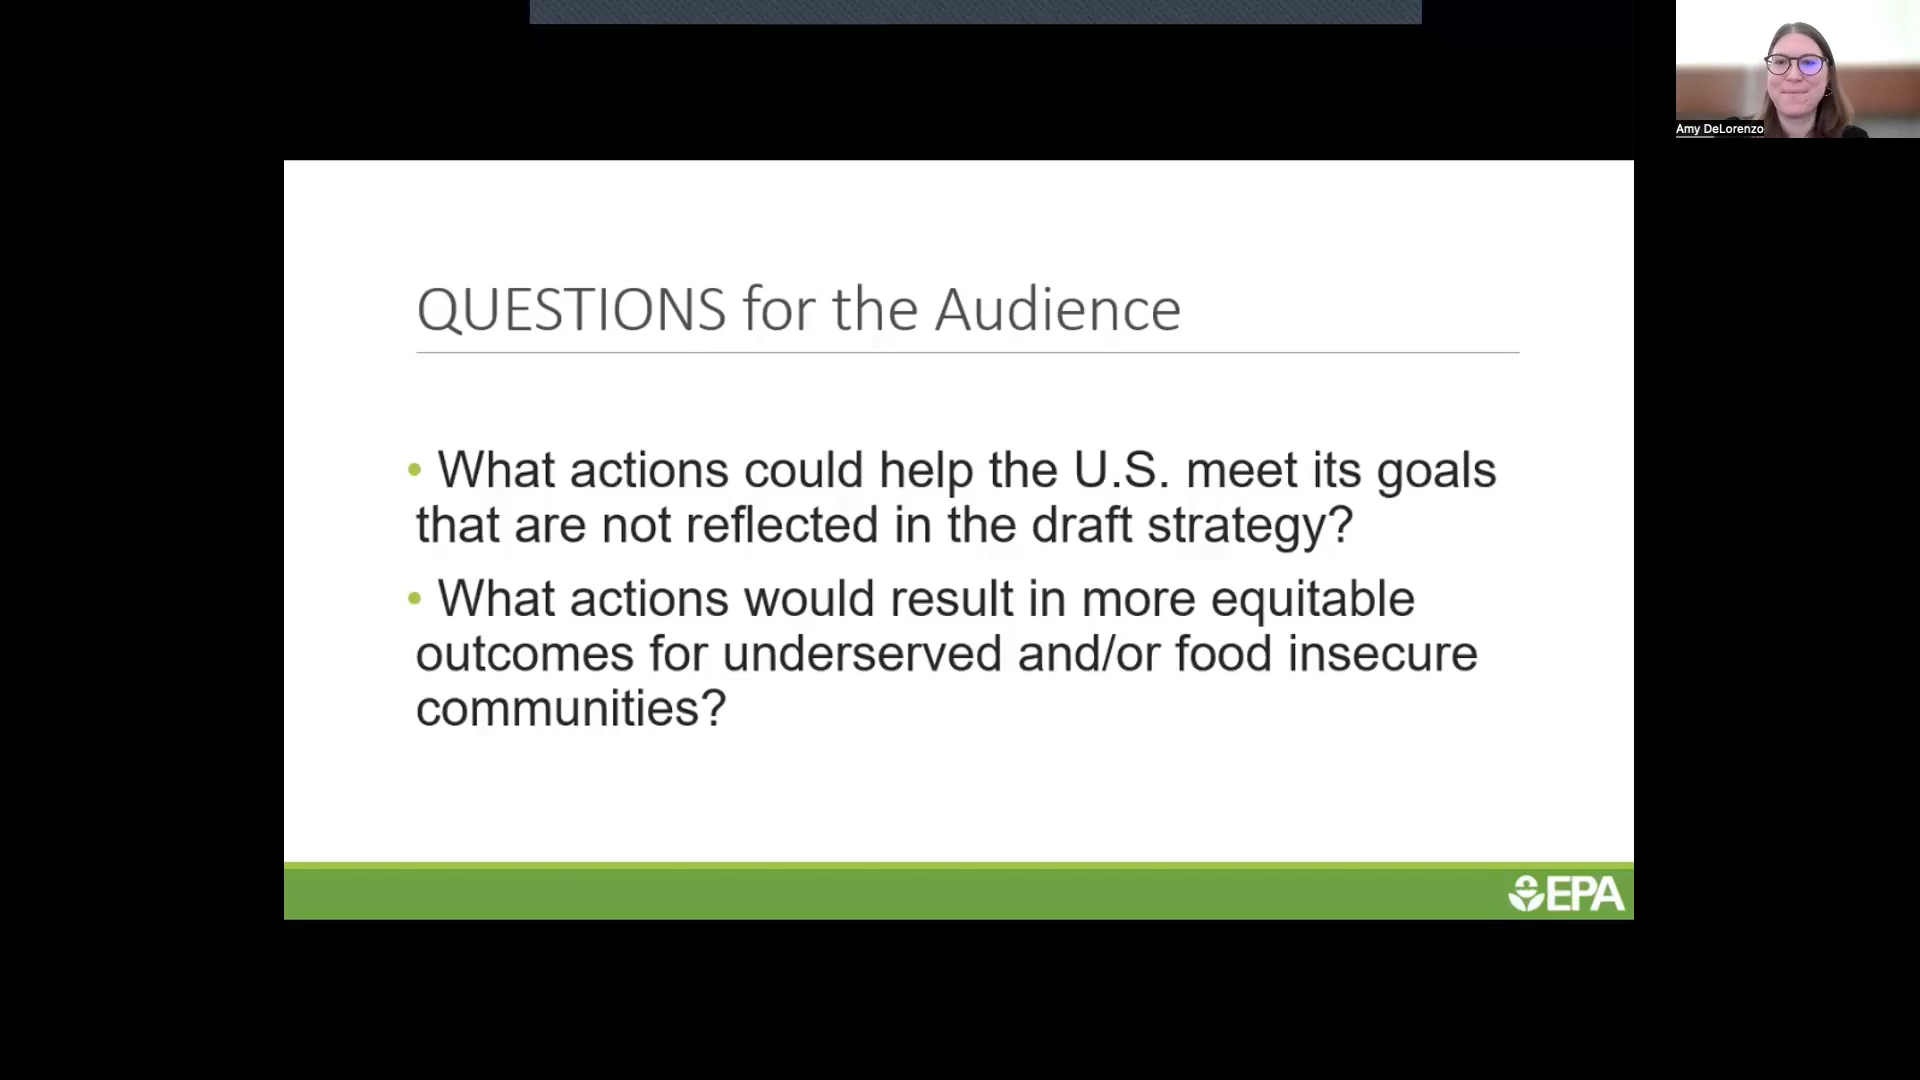 Amy DeLorenzo
QUESTIONS for the Audience
• What actions could help the U.S. meet its goals
that are not reflected in the draft strategy?
• What actions would result in more equitable
outcomes for underserved and/or food insecure
communities?
EPA